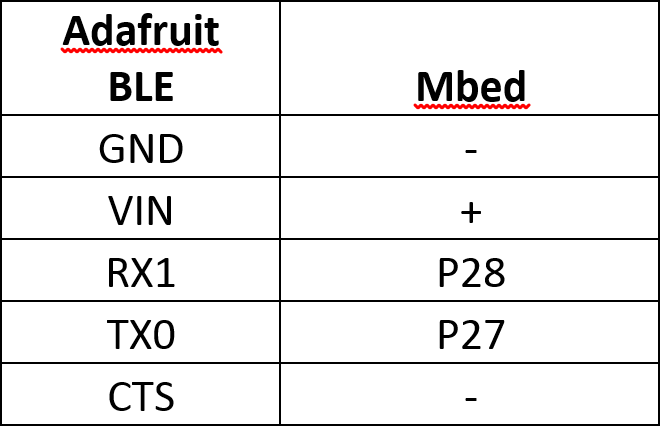 Adafruit
BLE Mbed
GND -
VIN +
RX1 P28
TX0 P27
CTS -